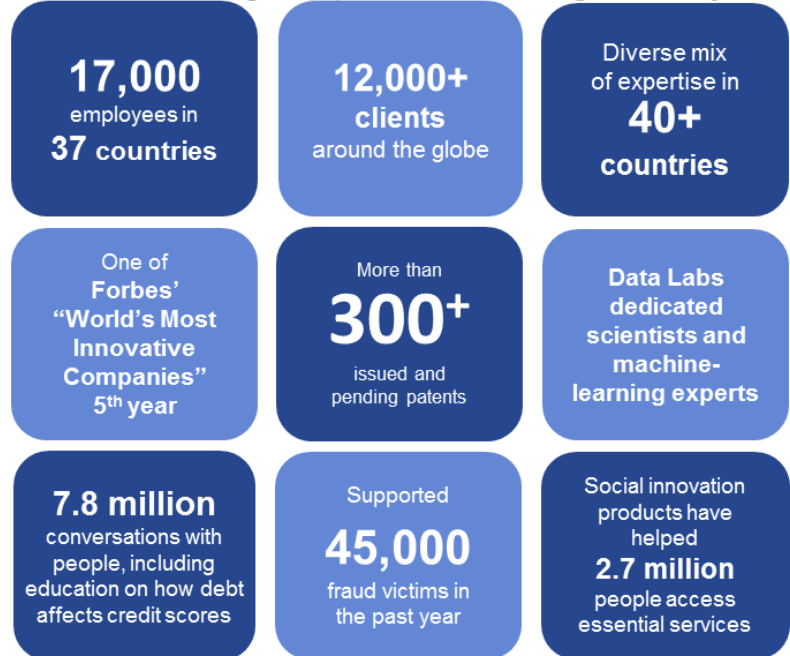 17,000
employees in
37 countries
12,000+
clients
around the globe
Diverse mix
of expertise in
40+
countries
One of
Forbes’
“World’s Most
Innovative
Companies”
5th year
More than
300+
issued and
pending patents
Data Labs
dedicated
scientists and
machine-
learning experts
7.8 million
conversations with
people, including
education on how debt
affects credit scores
Supported
45,000
fraud victims in
the past year
Social innovation
products have
helped
2.7 million
people access
essential services